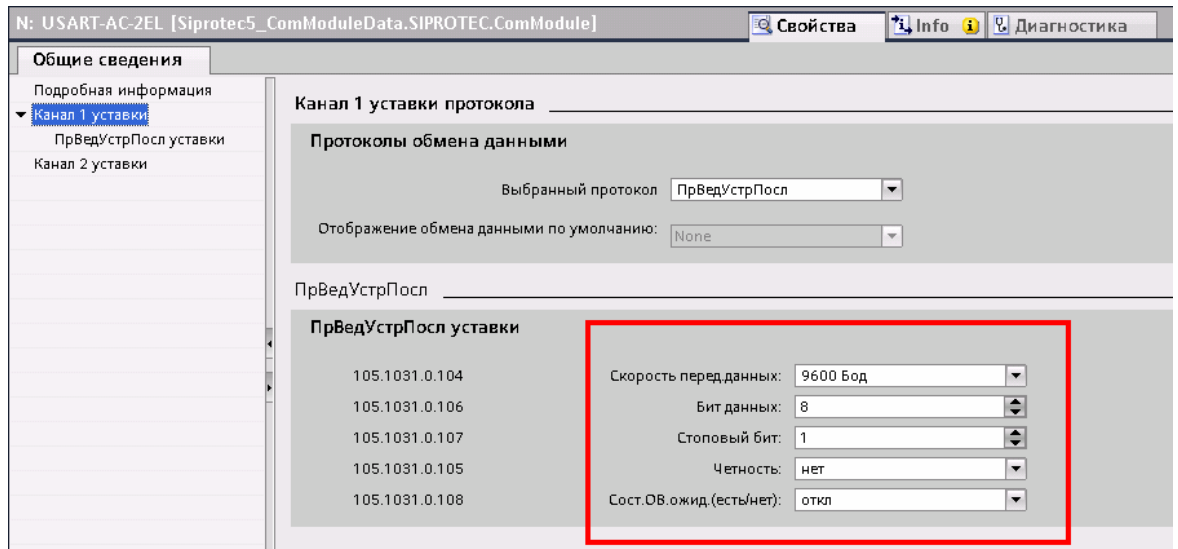 N: USART-AC-2EL [Siprotec5_ComModuleData.SIPROTEC.ComModule]
Свойства
Info
Диагностика
Общие сведения
Подробная информация
Канал 1 уставки
ПрВедУстрПосл уставки
Канал 2 уставки
Канал 1 уставки протокола
Протоколы обмена данными
Выбранный протокол ПрВедУстрПосл
Отображение обмена данными по умолчанию: None
ПрВедУстрПосл
ПрВедУстрПосл уставки
105.1031.0.104 Скорость перед.данных: 9600 Бод
105.1031.0.106 Бит данных: 8
105.1031.0.107 Стоповый бит: 1
105.1031.0.105 Четность: нет
105.1031.0.108 Сост.ОВ.ожид.(есть/нет): откл